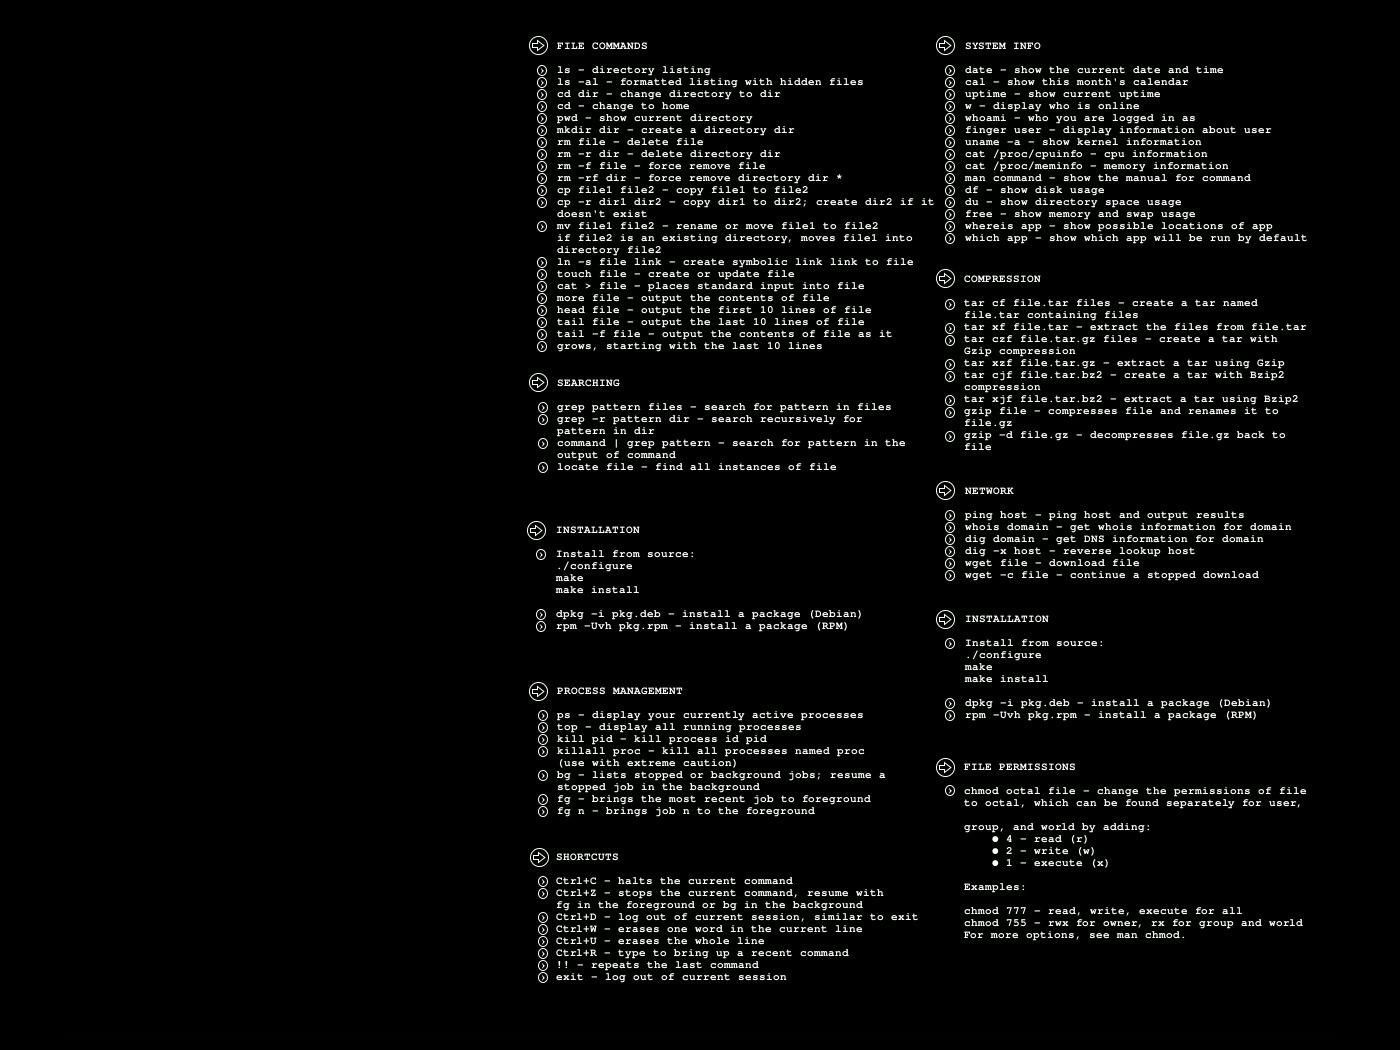 FILE COMMANDS
ls - directory listing
ls -al - formatted listing with hidden files
cd dir - change directory to dir
cd - change to home
pwd - show current directory
mkdir dir - create a directory dir
rm file - delete file
rm -r dir - delete directory dir
rm -f file - force remove file
rm -rf dir - force remove directory dir *
cp file1 file2 - copy file1 to file2
cp -r dir1 dir2 - copy dir1 to dir2; create dir2 if it
doesn't exist
mv file1 file2 - rename or move file1 to file2
if file2 is an existing directory, moves file1 into
directory file2
ln -s file link - create symbolic link link to file
touch file - create or update file
cat > file - places standard input into file
more file - output the contents of file
head file - output the first 10 lines of file
tail file - output the last 10 lines of file
tail -f file - output the contents of file as it
grows, starting with the last 10 lines
SEARCHING
grep pattern files - search for pattern in files
grep -r pattern dir - search recursively for
pattern in dir
command | grep pattern - search for pattern in the
output of command
locate file - find all instances of file
INSTALLATION
Install from source:
./configure
make
make install
dpkg -i pkg.deb - install a package (Debian)
rpm -Uvh pkg.rpm - install a package (RPM)
PROCESS MANAGEMENT
ps - display your currently active processes
top - display all running processes
kill pid - kill process id pid
killall proc - kill all processes named proc
(use with extreme caution)
bg - lists stopped or background jobs; resume a
stopped job in the background
fg - brings the most recent job to foreground
fg n - brings job n to the foreground
SHORTCUTS
Ctrl+C - halts the current command
Ctrl+Z - stops the current command, resume with
fg in the foreground or bg in the background
Ctrl+D - log out of current session, similar to exit
Ctrl+W - erases one word in the current line
Ctrl+U - erases the whole line
Ctrl+R - type to bring up a recent command
!! - repeats the last command
exit - log out of current session
SYSTEM INFO
date - show the current date and time
cal - show this month's calendar
uptime - show current uptime
w - display who is online
whoami - who you are logged in as
finger user - display information about user
uname -a - show kernel information
cat /proc/cpuinfo - cpu information
cat /proc/meminfo - memory information
man command - show the manual for command
df - show disk usage
du - show directory space usage
free - show memory and swap usage
whereis app - show possible locations of app
which app - show which app will be run by default
COMPRESSION
tar cf file.tar files - create a tar named
file.tar containing files
tar xf file.tar - extract the files from file.tar
tar czf file.tar.gz files - create a tar with
Gzip compression
tar xzf file.tar.gz - extract a tar using Gzip
tar cjf file.tar.bz2 - create a tar with Bzip2
compression
tar xjf file.tar.bz2 - extract a tar using Bzip2
gzip file - compresses file and renames it to
file.gz
gzip -d file.gz - decompresses file.gz back to
file
NETWORK
ping host - ping host and output results
whois domain - get whois information for domain
dig domain - get DNS information for domain
dig -x host - reverse lookup host
wget file - download file
wget -c file - continue a stopped download
INSTALLATION
Install from source:
./configure
make
make install
dpkg -i pkg.deb - install a package (Debian)
rpm -Uvh pkg.rpm - install a package (RPM)
FILE PERMISSIONS
chmod octal file - change the permissions of file
to octal, which can be found separately for user,
group, and world by adding:
● 4 - read (r)
● 2 - write (w)
● 1 - execute (x)
Examples:
chmod 777 - read, write, execute for all
chmod 755 - rwx for owner, rx for group and world
For more options, see man chmod.